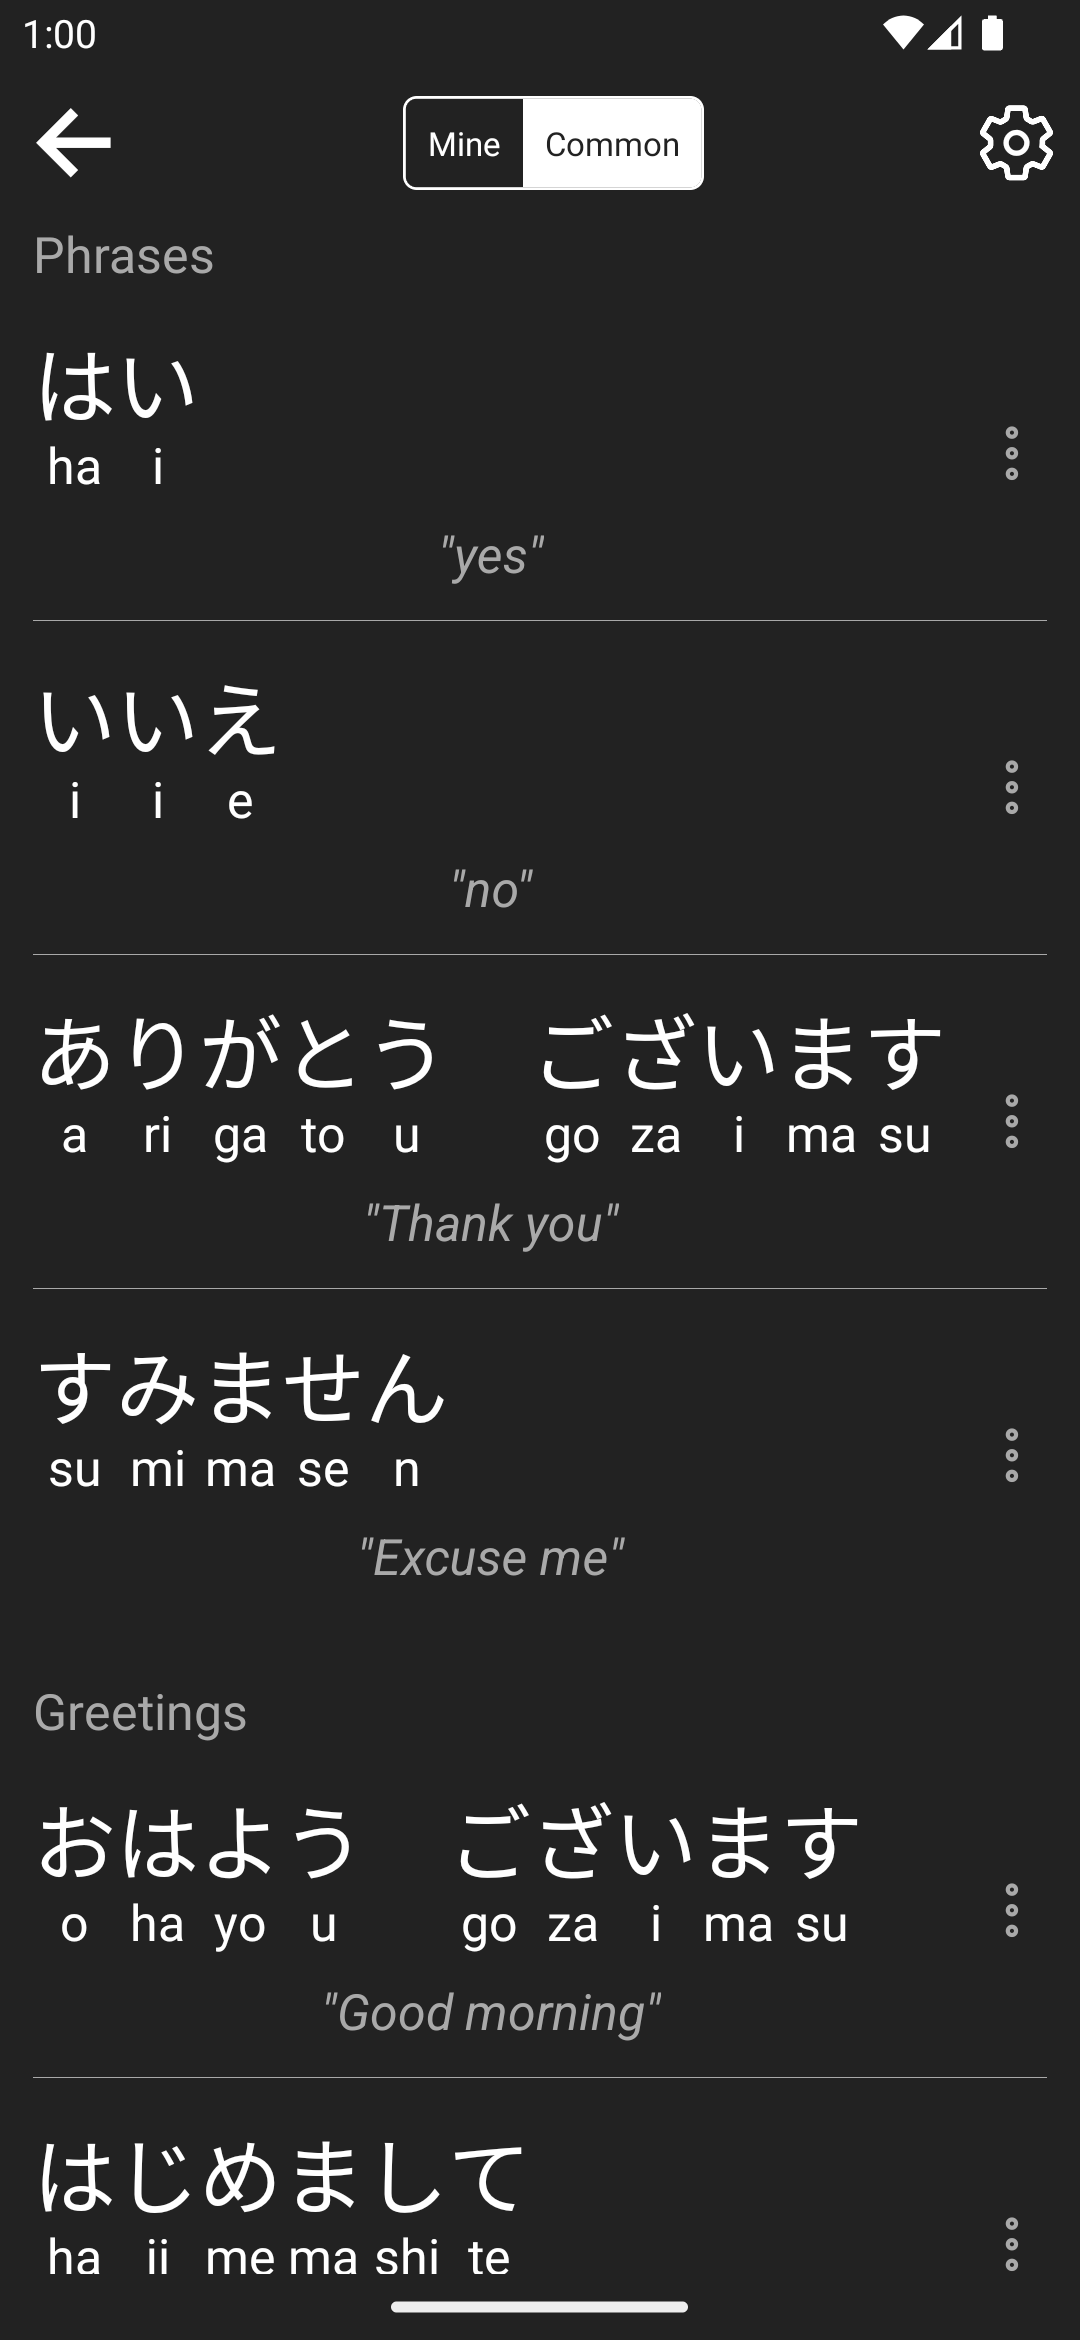 1:00
Mine Common
Phrases
はい
ha i
"yes"
いいえ
i i e
"no"
ありがとう　ございます
a ri ga to u go za i ma su
"Thank you"
すみません
su mi ma se n
"Excuse me"
Greetings
おはよう　ございます
o ha yo u go za i ma su
"Good morning"
はじめまして
ha ji me ma shi te